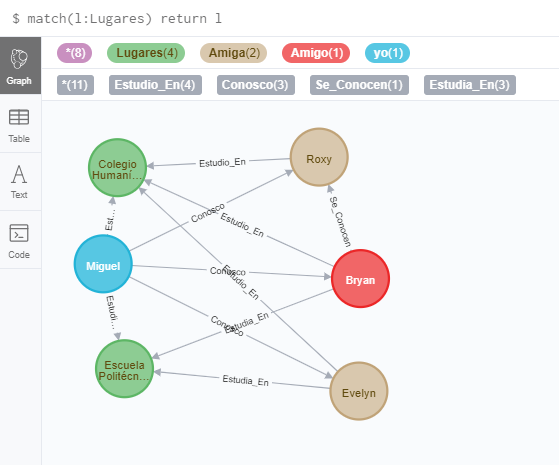 $ match(l:Lugares) return l
*(8) Lugares(4) Amiga(2) Amigo(1) yo(1)
*(11) Estudio_En(4) Conosco(3) Se_Conocen(1) Estudia_En(3)
Graph
Table
Text
Code
Colegio
Humaní...
Roxy
Estudio_En
Conosco
Estudio_En
Est...
Se_Conocen
Miguel
Conosco
Estudio_En
Bryan
Estudi...
Conosco
Estudia_En
Escuela
Politécn...
Estudia_En
Evelyn